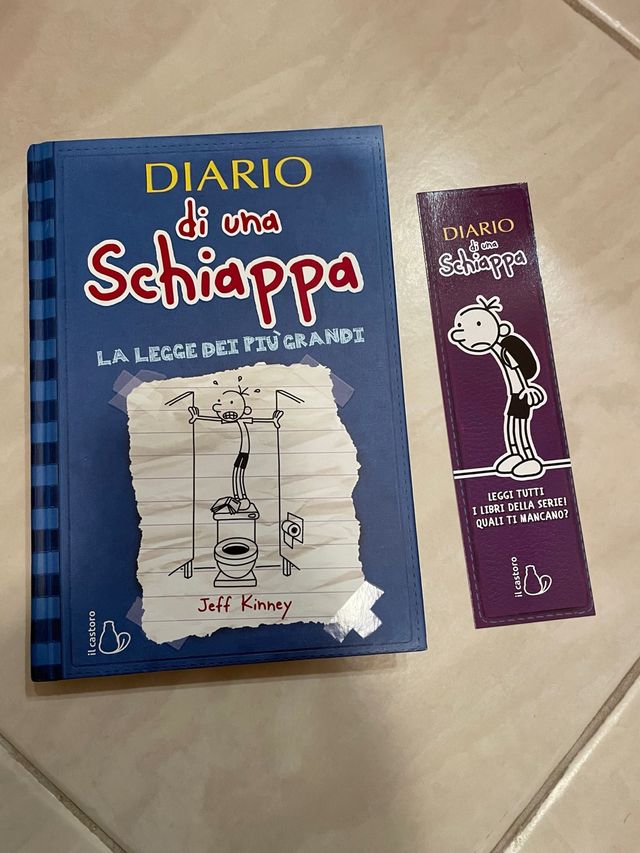 DIARIO
di una
Schiappa
LA LEGGE DEI PIÙ GRANDI
Jeff Kinney
il castoro
DIARIO
di una
Schiappa
LEGGI TUTTI
I LIBRI DELLA SERIE!
QUALI TI MANCANO?
il castoro